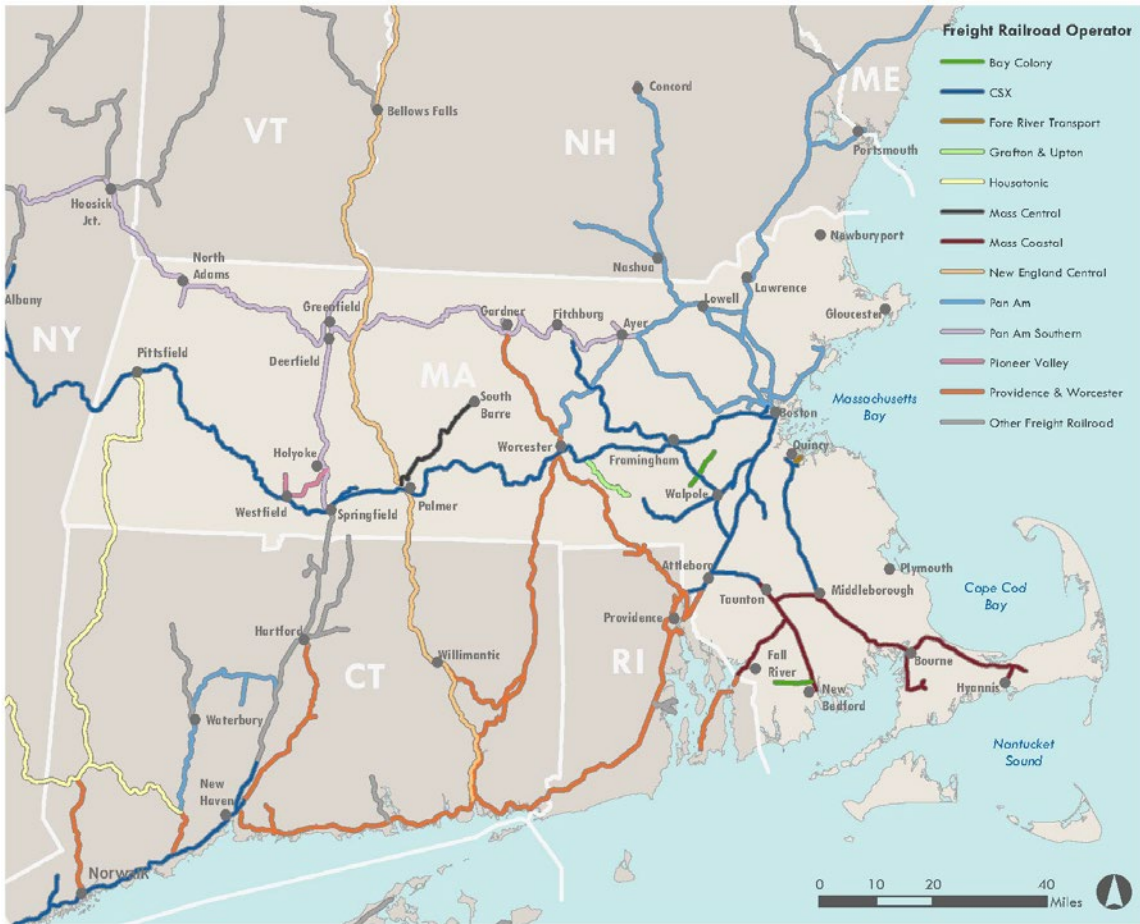 Freight Railroad Operator
Bay Colony
CSX
Fore River Transport
Grafton & Upton
Housatonic
Mass Central
Mass Coastal
New England Central
Pan Am
Pan Am Southern
Pioneer Valley
Providence & Worcester
Other Freight Railroad
ME
Concord
Bellows Falls
VT
NH
Portsmouth
Hoosick
Jct.
Newburyport
North
Adams
Nashua
Lawrence
Albany
Greenfield
Gardner
Fitchburg
Ayer
Lowell
Gloucester
NY
Deerfield
Pittsfield
MA
South
Barre
Boston
Massachusetts
Bay
Worcester
Framingham
Quincy
Holyoke
Westfield
Springfield
Palmer
Walpole
Attleboro
Taunton
Middleborough
Plymouth
Cape Cod
Bay
Providence
Hartford
CT
Willimantic
RI
Fall
River
New
Bedford
Bourne
Hyannis
Waterbury
Nantucket
Sound
New
Haven
Norwalk
0 10 20 40
Miles